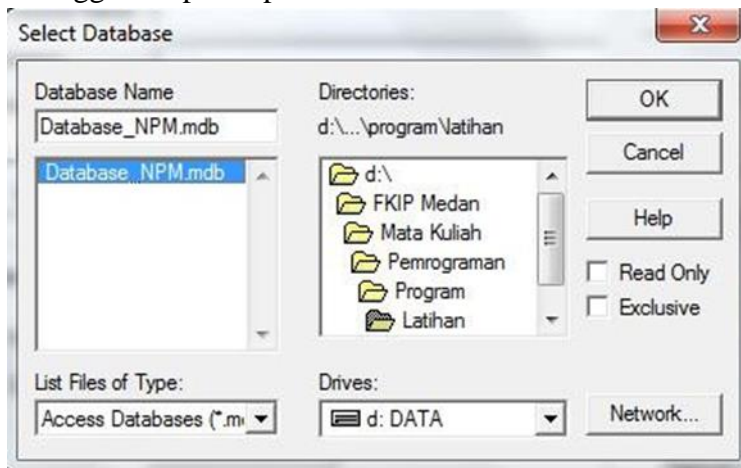 Select Database
Database Name
Database_NPM.mdb
Database_NPM.mdb
List Files of Type:
Access Databases (*.m
Directories:
d:\...\program\latihan
d:\
FKIP Medan
Mata Kuliah
Pemrograman
Program
Latihan
Drives:
d: DATA
OK
Cancel
Help
Read Only
Exclusive
Network...